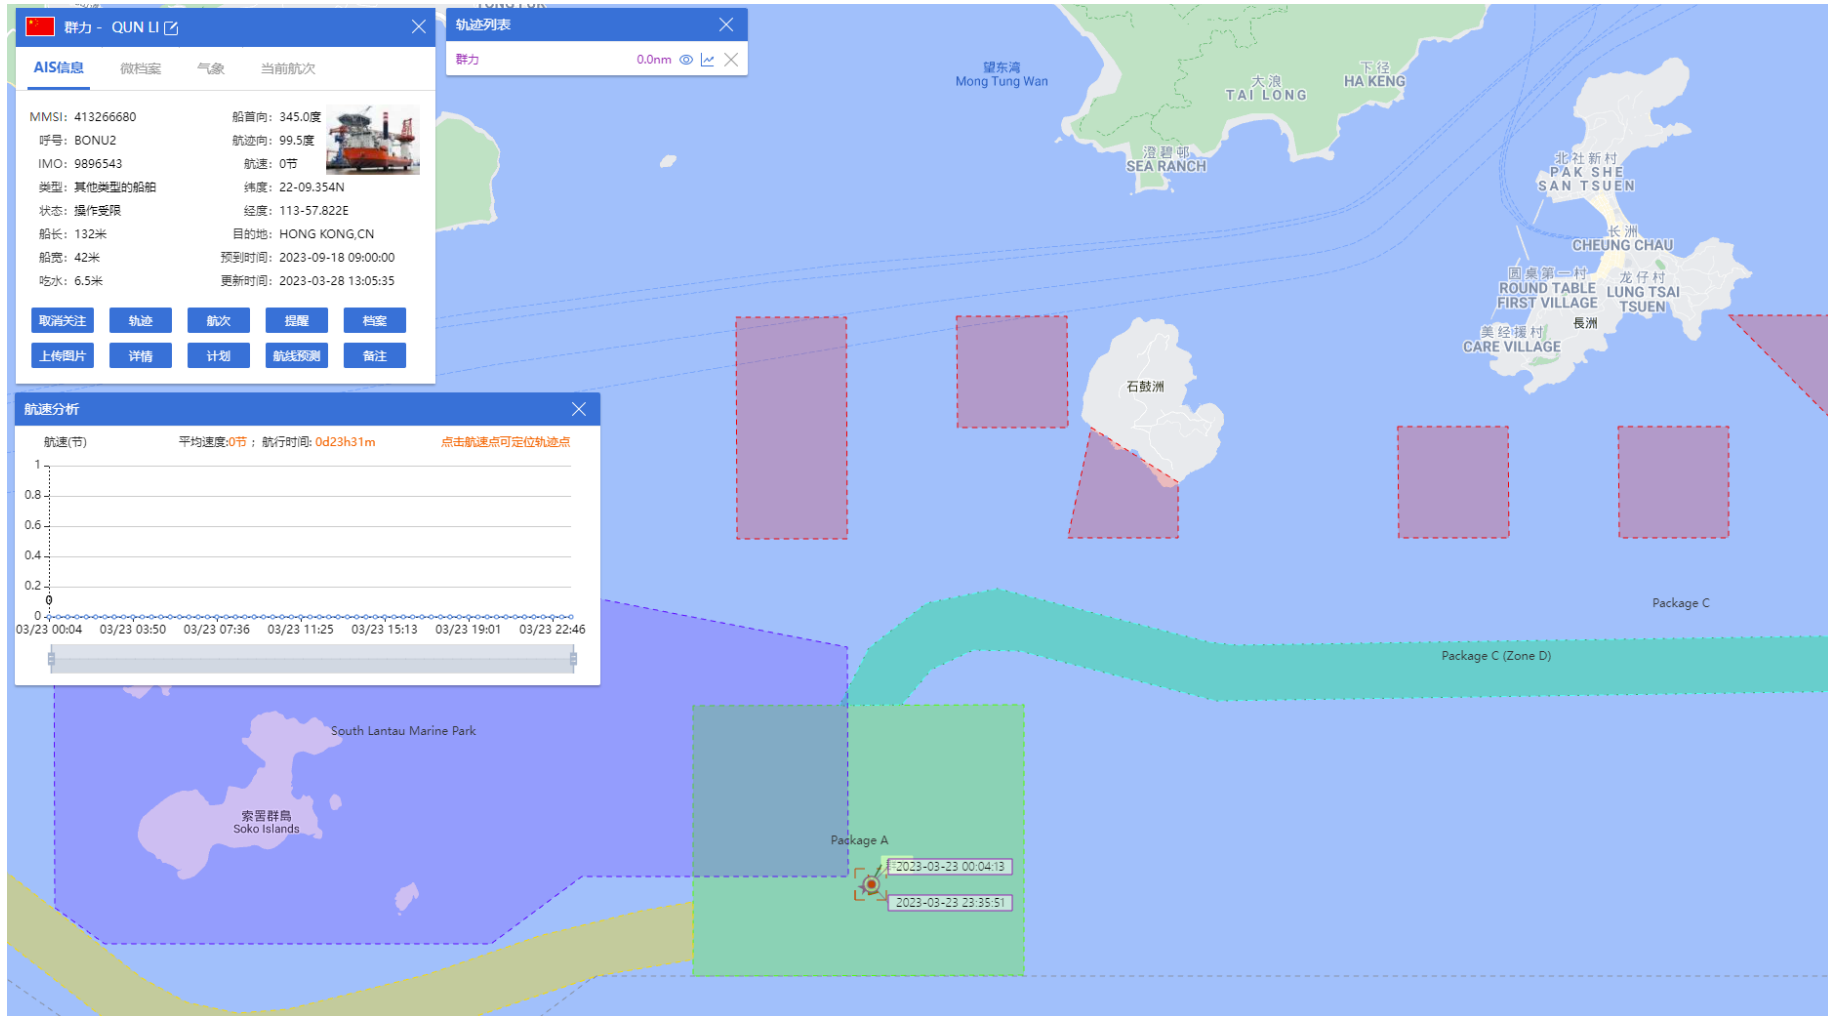 群力 - QUN LI
AIS信息 微档案 气象 当前航次
MMSI: 413266680
呼号: BONU2
IMO: 9896543
类型: 其他类型的船舶
状态: 操作受限
船长: 132米
船宽: 42米
吃水: 6.5米
船首向: 345.0度
航迹向: 99.5度
航速: 0节
纬度: 22-09.354N
经度: 113-57.822E
目的地: HONG KONG,CN
预到时间: 2023-09-18 09:00:00
更新时间: 2023-03-28 13:05:35
取消关注 轨迹 航次 提醒 档案
上传图片 详情 计划 航线预测 备注
轨迹列表
群力 0.0nm
航速分析
航速(节) 平均速度:0节 ; 航行时间: 0d23h31m 点击航速点可定位轨迹点
1
0.8
0.6
0.4
0.2
0
0
03/23 00:04 03/23 03:50 03/23 07:36 03/23 11:25 03/23 15:13 03/23 19:01 03/23 22:46
望东湾
Mong Tung Wan
大浪
TAI LONG
下径
HA KENG
澄碧邨
SEA RANCH
北社新村
PAK SHE
SAN TSUEN
长洲
CHEUNG CHAU
圆桌第一村
ROUND TABLE
FIRST VILLAGE
龙仔村
LUNG TSAI
TSUEN
長洲
美经援村
CARE VILLAGE
石鼓洲
Package C
Package C (Zone D)
South Lantau Marine Park
索罟群島
Soko Islands
Package A
2023-03-23 00:04:13
2023-03-23 23:35:51